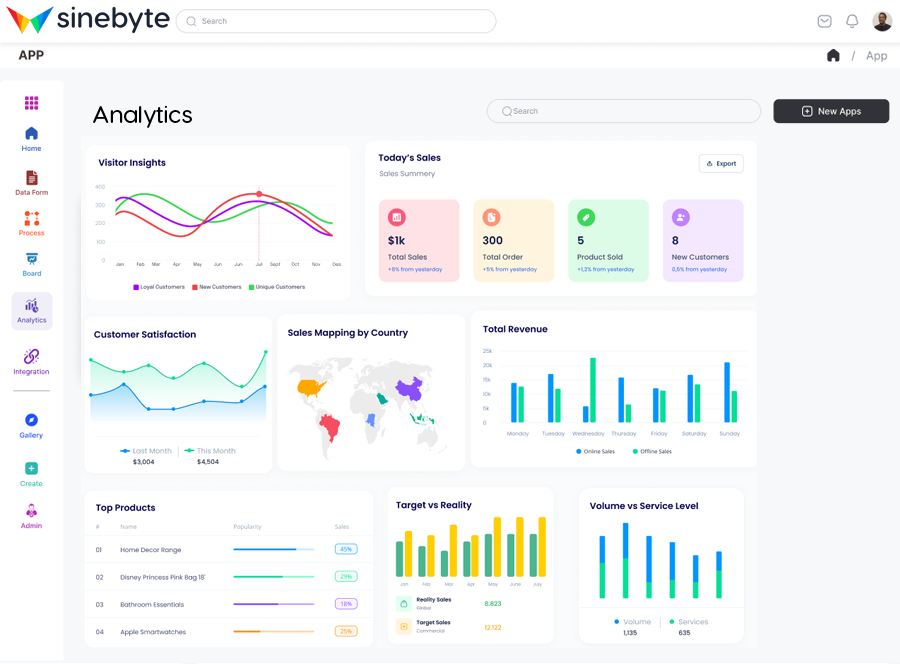 sinebyte
Search
APP
/ App
Analytics
Search
New Apps
Home
Data Form
Process
Board
Analytics
Integration
Gallery
Create
Admin
Visitor Insights
400
300
200
100
0
Jan Feb Mar Apr May Jun Jun Jul Sept Oct Nov Des
Loyal Customers New Customers Unique Customers
Today's Sales
Sales Summery
Export
$1k
Total Sales
+8% from yesterday
300
Total Order
+5% from yesterday
5
Product Sold
+1,2% from yesterday
8
New Customers
0,5% from yesterday
Customer Satisfaction
Last Month
$3,004
This Month
$4,504
Sales Mapping by Country
Total Revenue
25k
20k
15k
10k
5k
0
Monday Tuesday Wednesday Thursday Friday Saturday Sunday
Online Sales Offline Sales
Top Products
# Name Popularity Sales
01 Home Decor Range 45%
02 Disney Princess Pink Bag 18' 29%
03 Bathroom Essentials 18%
04 Apple Smartwatches 25%
Target vs Reality
Jan Feb Mar Apr May June July
Reality Sales
Global
8.823
Target Sales
Commercial
12.122
Volume vs Service Level
Volume
1,135
Services
635